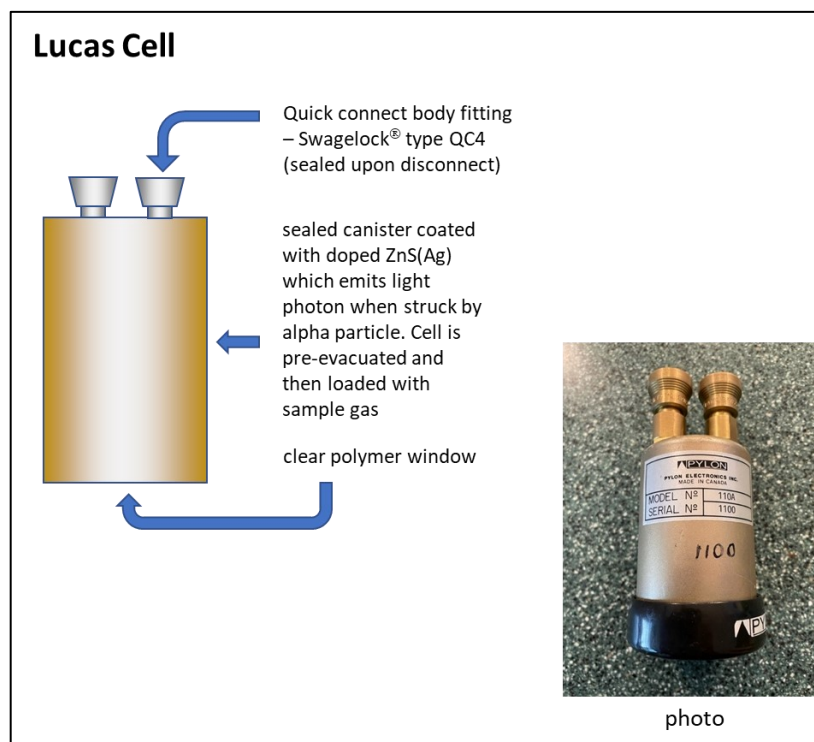 Lucas Cell
Quick connect body fitting
– Swagelock® type QC4
(sealed upon disconnect)
sealed canister coated
with doped ZnS(Ag)
which emits light
photon when struck by
alpha particle. Cell is
pre-evacuated and
then loaded with
sample gas
clear polymer window
PYLON
PYLON ELECTRONICS INC.
MADE IN CANADA
MODEL Nº 110A
SERIAL Nº 1100
1100
PY
photo